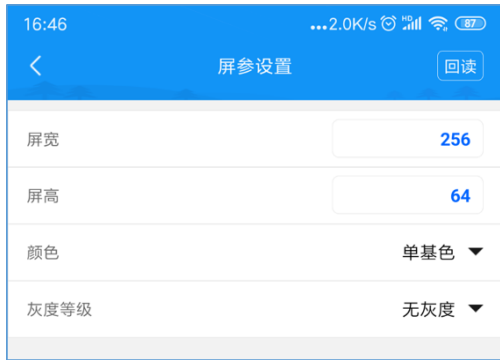 16:46 ...2.0K/s HD 87
屏参设置 回读
屏宽 256
屏高 64
颜色 单基色
灰度等级 无灰度